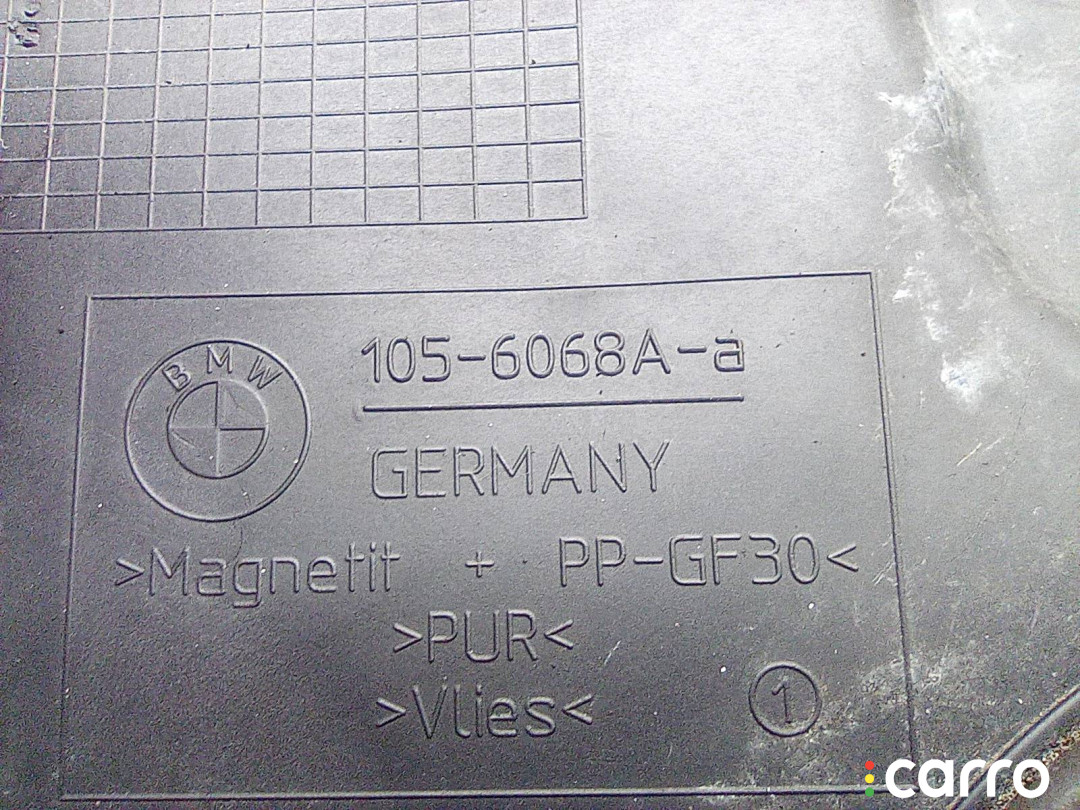 BMW
105-6068A-a
GERMANY
>Magnetit + PP-GF30<
>PUR<
>Vlies<
1
carro